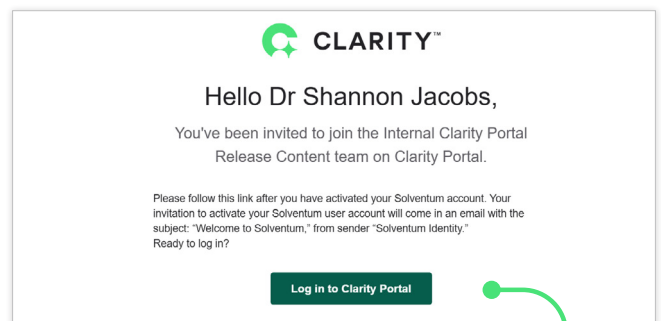 CLARITY™
Hello Dr Shannon Jacobs,
You've been invited to join the Internal Clarity Portal
Release Content team on Clarity Portal.
Please follow this link after you have activated your Solventum account. Your
invitation to activate your Solventum user account will come in an email with the
subject: “Welcome to Solventum,” from sender “Solventum Identity.”
Ready to log in?
Log in to Clarity Portal